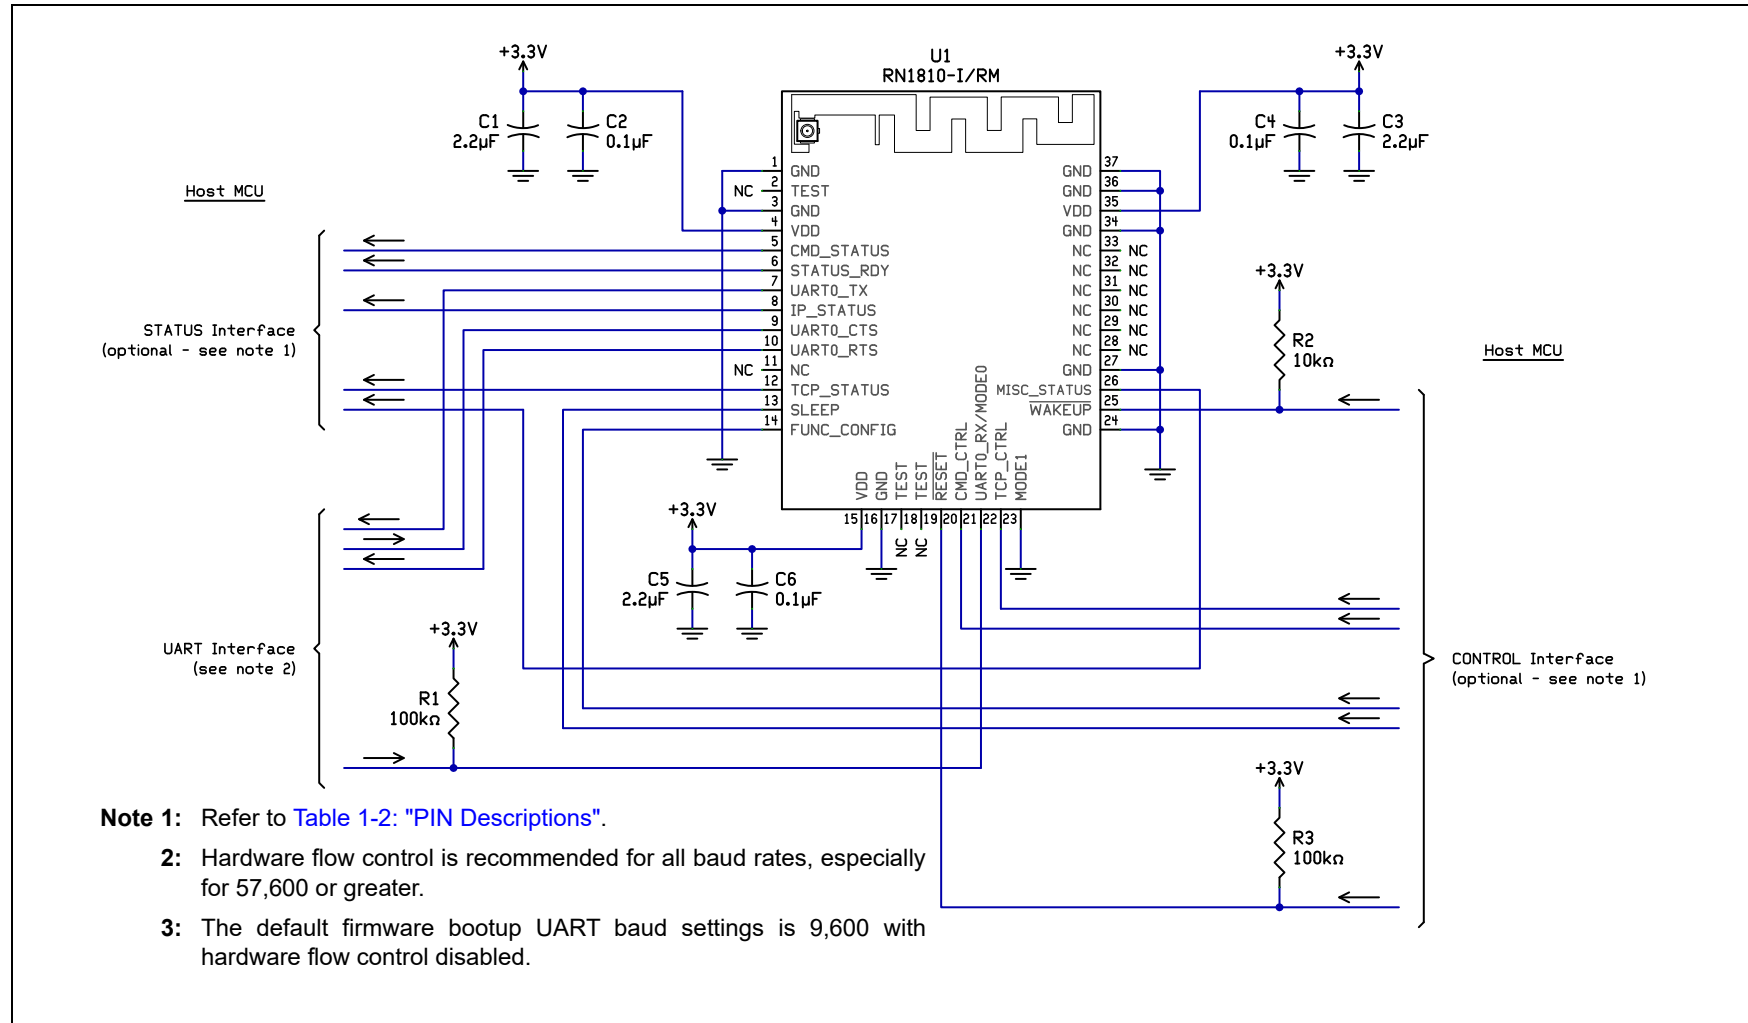 U1
RN1810-I/RM
+3.3V
C1
2.2µF
C2
0.1µF
+3.3V
C4
0.1µF
C3
2.2µF
Host MCU
1 GND
NC 2 TEST
3 GND
4 VDD
5 CMD_STATUS
6 STATUS_RDY
7 UART0_TX
8 IP_STATUS
9 UART0_CTS
10 UART0_RTS
NC 11 NC
12 TCP_STATUS
13 SLEEP
14 FUNC_CONFIG
GND 37
GND 36
VDD 35
GND 34
NC 33 NC
NC 32 NC
NC 31 NC
NC 30 NC
NC 29 NC
NC 28 NC
GND 27
MISC_STATUS 26
WAKEUP 25
GND 24
VDD
GND
TEST
TEST
RESET
CMD_CTRL
UART0_RX/MODE0
TCP_CTRL
MODE1
15 16 17 18 19 20 21 22 23
NC
NC
STATUS Interface
(optional - see note 1)
+3.3V
R2
10kΩ
Host MCU
+3.3V
C5
2.2µF
C6
0.1µF
UART Interface
(see note 2)
+3.3V
R1
100kΩ
CONTROL Interface
(optional - see note 1)
+3.3V
R3
100kΩ
Note 1: Refer to Table 1-2: "PIN Descriptions".
2: Hardware flow control is recommended for all baud rates, especially
for 57,600 or greater.
3: The default firmware bootup UART baud settings is 9,600 with
hardware flow control disabled.